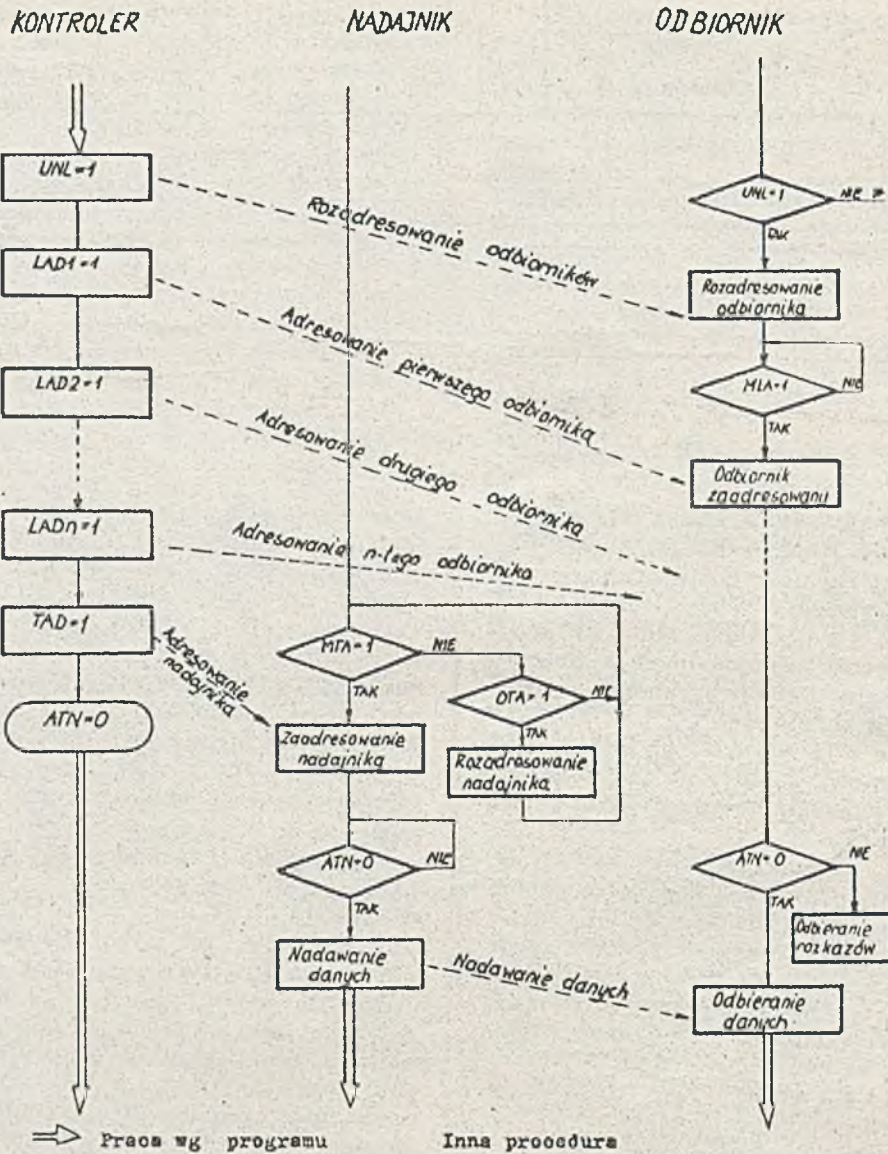 KONTROLER
NADAJNIK
ODBIORNIK
UNL=1
LAD1=1
LAD2=1
LADn=1
TAD=1
ATN=0
Rozadresowanie odbiorników
Adresowanie pierwszego odbiornika
Adresowanie drugiego odbiornika
Adresowanie n-tego odbiornika
Adresowanie
nadajnika
MTA=1
NIE
TAK
OTA=1
NIE
TAK
Zaadresowanie
nadajnika
Rozadresowanie
nadajnika
ATN=0
NIE
TAK
Nadawanie
danych
Nadawanie danych
UNL=1
NIE
TAK
Rozadresowanie
odbiornika
MLA=1
NIE
TAK
Odbiornik
zaadresowany
ATN=0
NIE
TAK
Odbieranie
rozkazów
Odbieranie
danych
Praca wg programu
Inna procedura